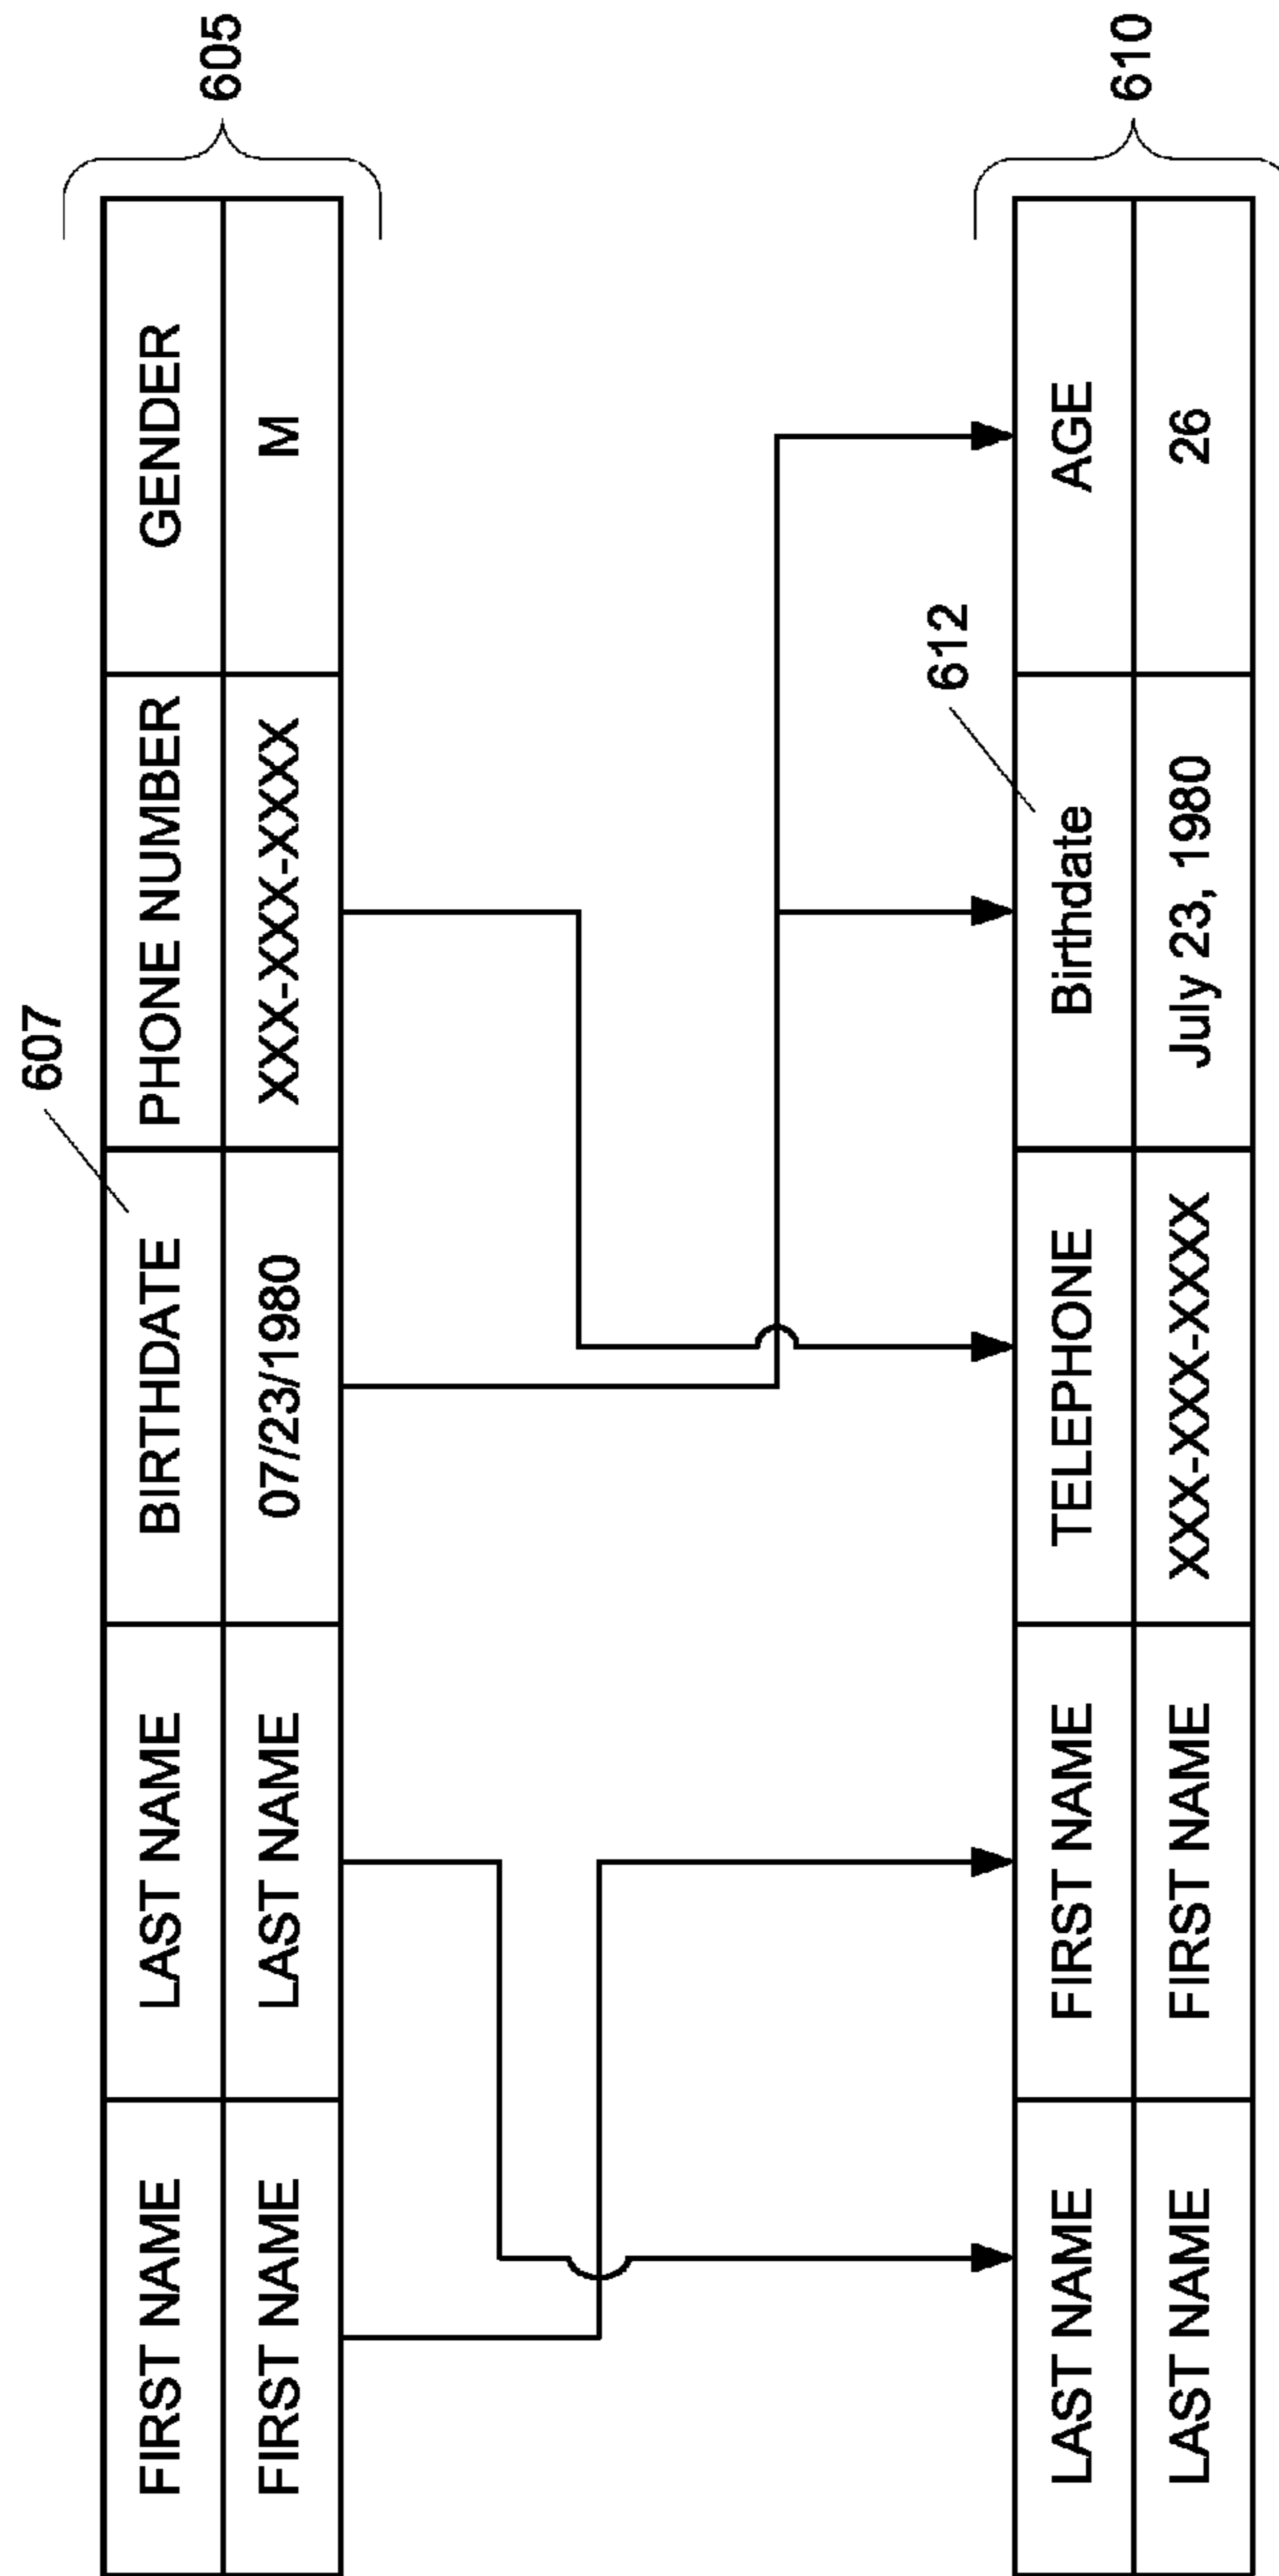 607
FIRST NAME LAST NAME BIRTHDATE PHONE NUMBER GENDER
FIRST NAME LAST NAME 07/23/1980 XXX-XXX-XXXX M
605
612
LAST NAME FIRST NAME TELEPHONE Birthdate AGE
LAST NAME FIRST NAME XXX-XXX-XXXX July 23, 1980 26
610